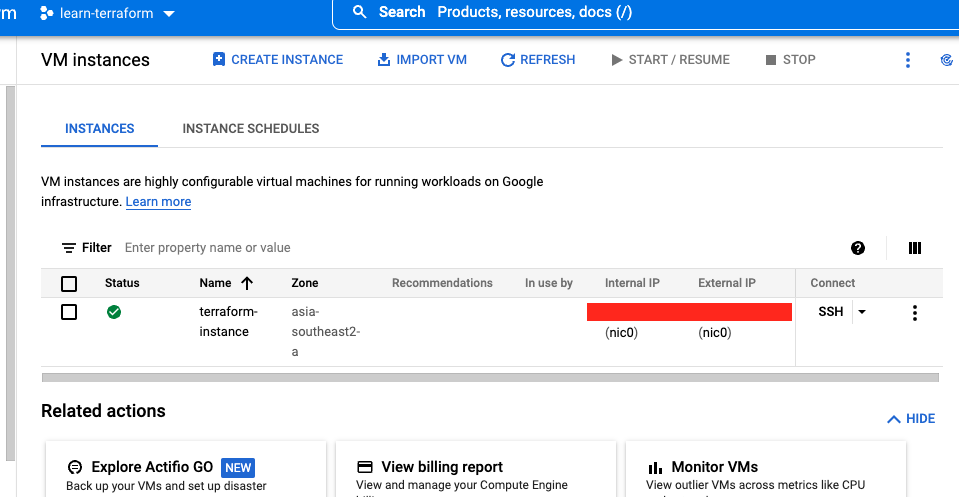 m learn-terraform Search Products, resources, docs (/)
VM instances CREATE INSTANCE IMPORT VM REFRESH START / RESUME STOP
INSTANCES INSTANCE SCHEDULES
VM instances are highly configurable virtual machines for running workloads on Google
infrastructure. Learn more
Filter Enter property name or value
Status Name Zone Recommendations In use by Internal IP External IP Connect
terraform- asia- SSH
instance southeast2- (nic0) (nic0)
a
Related actions
HIDE
Explore Actifio GO NEW View billing report Monitor VMs
Back up your VMs and set up disaster View and manage your Compute Engine View outlier VMs across metrics like CPU